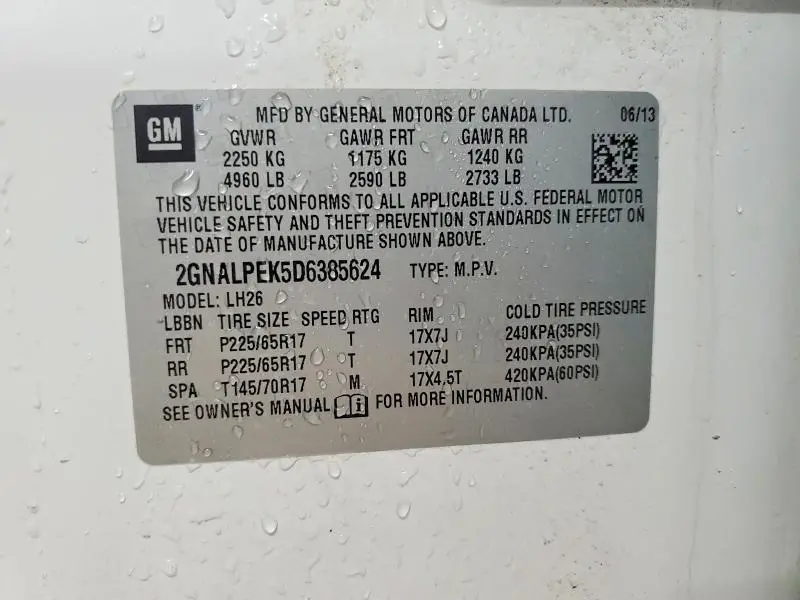 GM ® MFD BY GENERAL MOTORS OF CANADA LTD. 06/13
GVWR GAWR FRT GAWR RR
2250 KG 1175 KG 1240 KG
4960 LB 2590 LB 2733 LB
THIS VEHICLE CONFORMS TO ALL APPLICABLE U.S. FEDERAL MOTOR
VEHICLE SAFETY AND THEFT PREVENTION STANDARDS IN EFFECT ON
THE DATE OF MANUFACTURE SHOWN ABOVE.
2GNALPEK5D6385624 TYPE: M.P.V.
MODEL: LH26
LBBN TIRE SIZE SPEED RTG RIM COLD TIRE PRESSURE
FRT P225/65R17 T 17X7J 240KPA(35PSI)
RR P225/65R17 T 17X7J 240KPA(35PSI)
SPA T145/70R17 M 17X4.5T 420KPA(60PSI)
SEE OWNER'S MANUAL i FOR MORE INFORMATION.